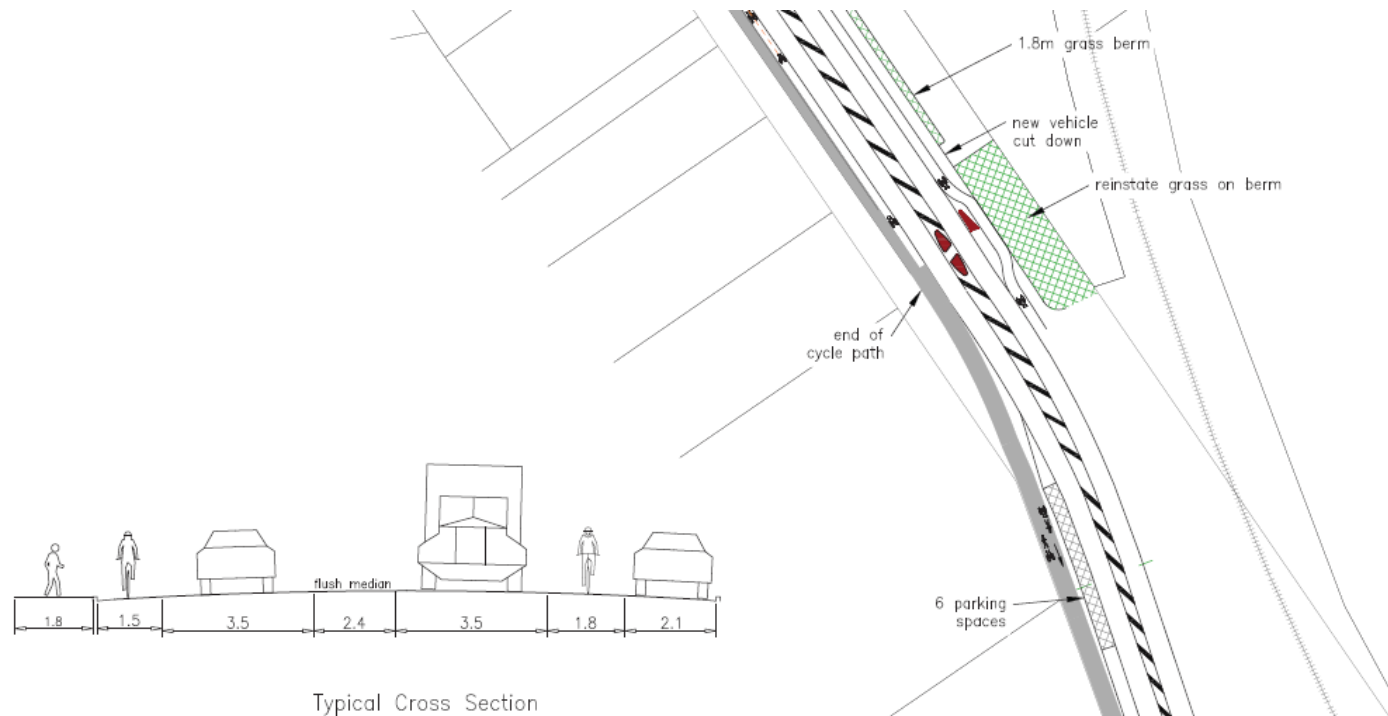 1.8m grass berm
new vehicle
cut down
reinstate grass on berm
end of
cycle path
6 parking
spaces
flush median
1.8
1.5
3.5
2.4
3.5
1.8
2.1
Typical Cross Section